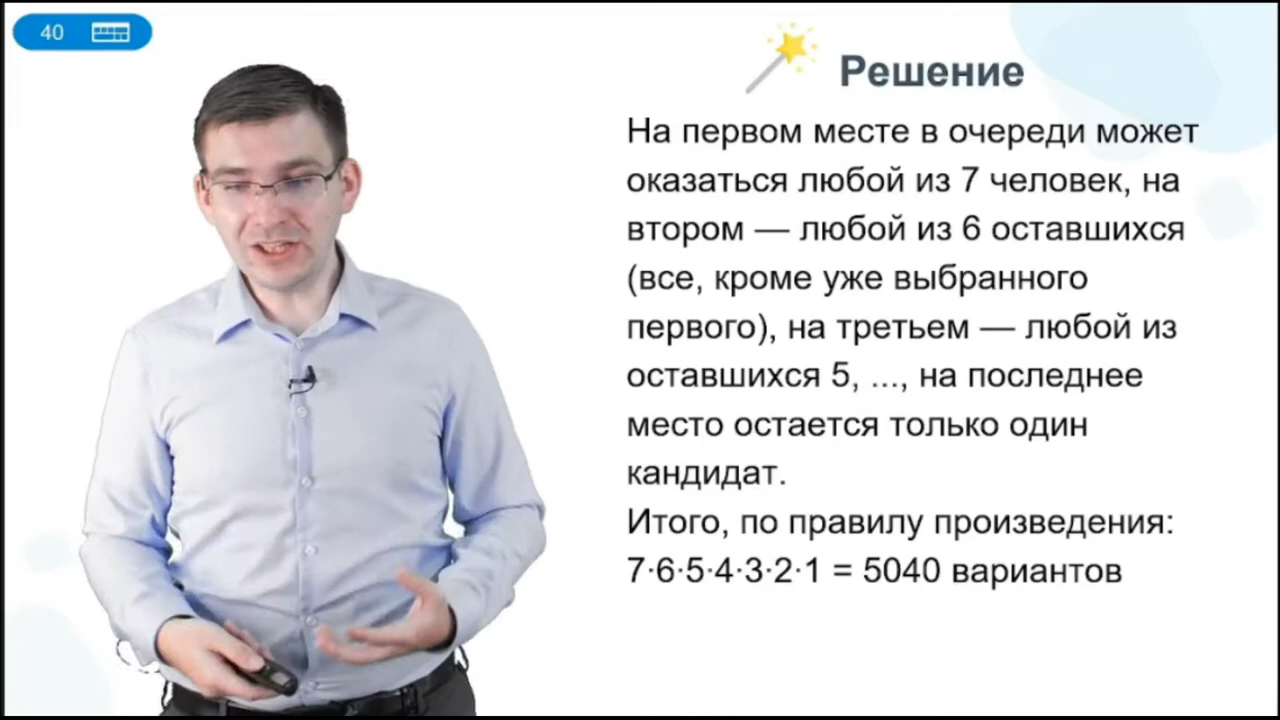 40
Решение
На первом месте в очереди может
оказаться любой из 7 человек, на
втором — любой из 6 оставшихся
(все, кроме уже выбранного
первого), на третьем — любой из
оставшихся 5, ..., на последнее
место остается только один
кандидат.
Итого, по правилу произведения:
7·6·5·4·3·2·1 = 5040 вариантов